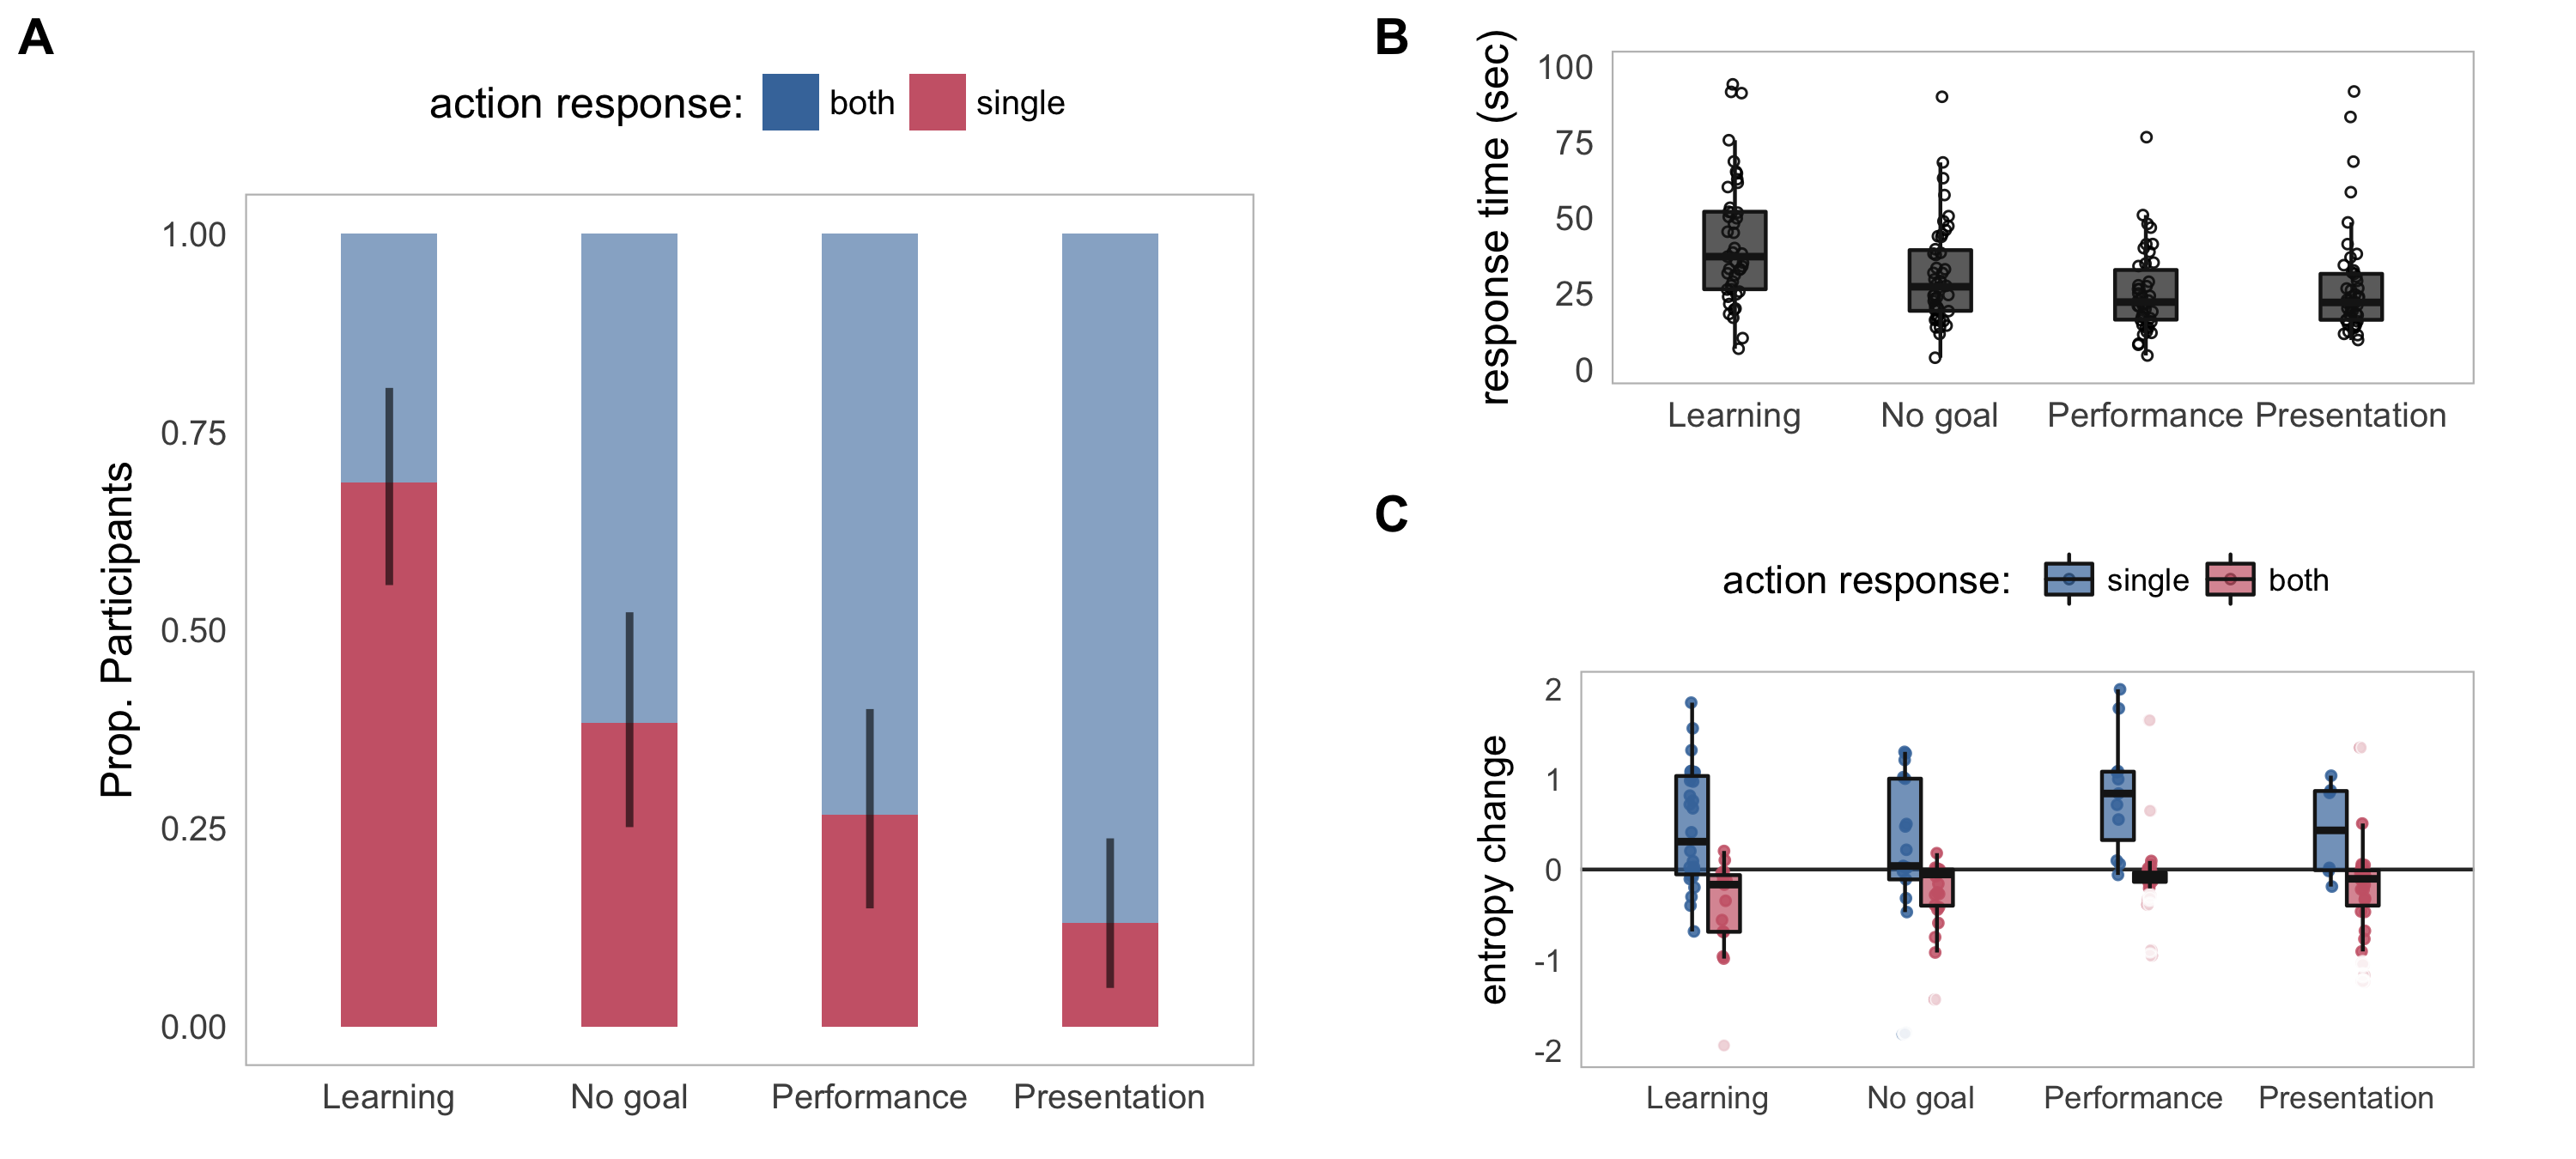 A
action response: both single
Prop. Participants
1.00
0.75
0.50
0.25
0.00
Learning No goal Performance Presentation
B
response time (sec)
100
75
50
25
0
Learning No goal Performance Presentation
C
action response: single both
entropy change
2
1
0
-1
-2
Learning No goal Performance Presentation